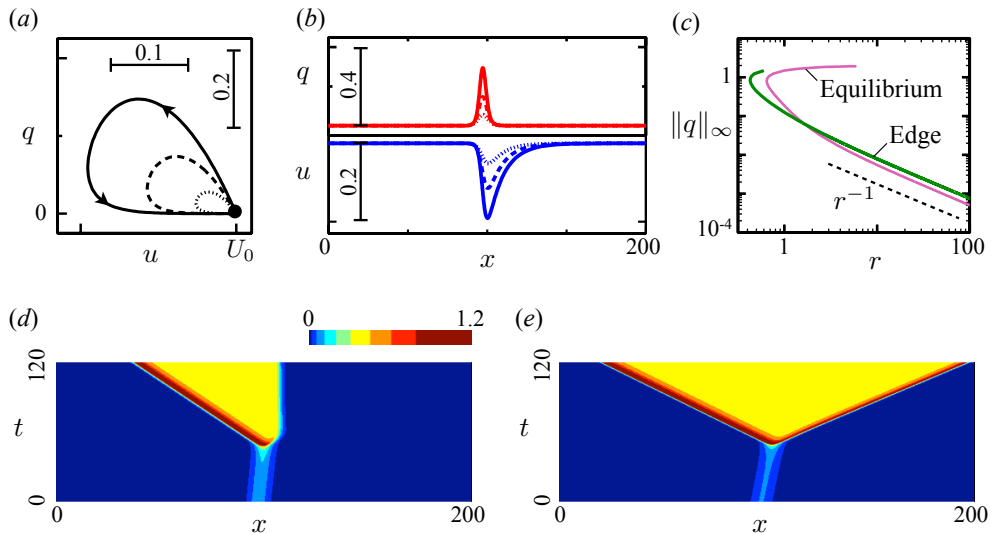 (a)
0.1
0.2
q
0
u
U₀
(b)
q
0.4
u
0.2
0
x
200
(c)
1
Equilibrium
‖q‖∞
Edge
r⁻¹
10⁻⁴
1
r
100
(d)
0
1.2
120
t
0
0
x
200
(e)
120
t
0
0
x
200